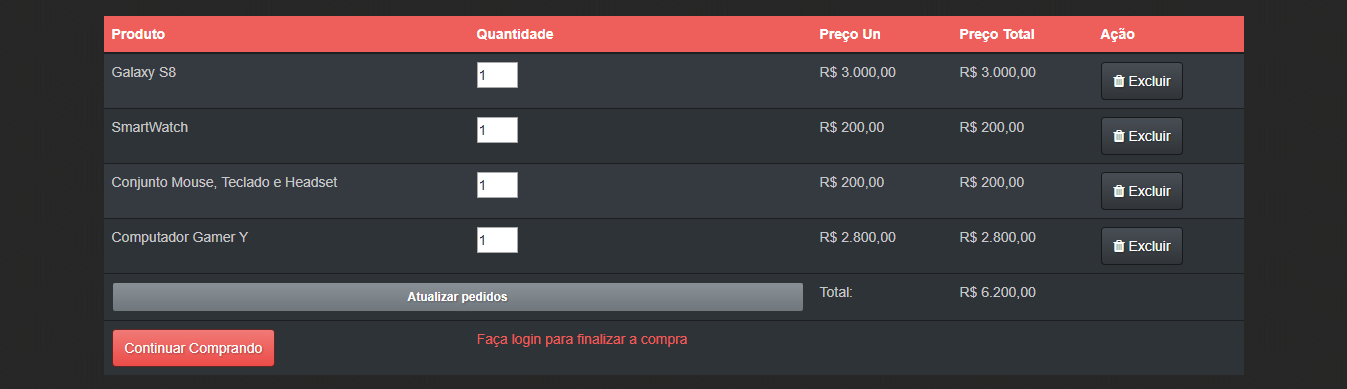 Produto Quantidade Preço Un Preço Total Ação
Galaxy S8 1 R$ 3.000,00 R$ 3.000,00 Excluir
SmartWatch 1 R$ 200,00 R$ 200,00 Excluir
Conjunto Mouse, Teclado e Headset 1 R$ 200,00 R$ 200,00 Excluir
Computador Gamer Y 1 R$ 2.800,00 R$ 2.800,00 Excluir
Atualizar pedidos Total: R$ 6.200,00
Continuar Comprando Faça login para finalizar a compra